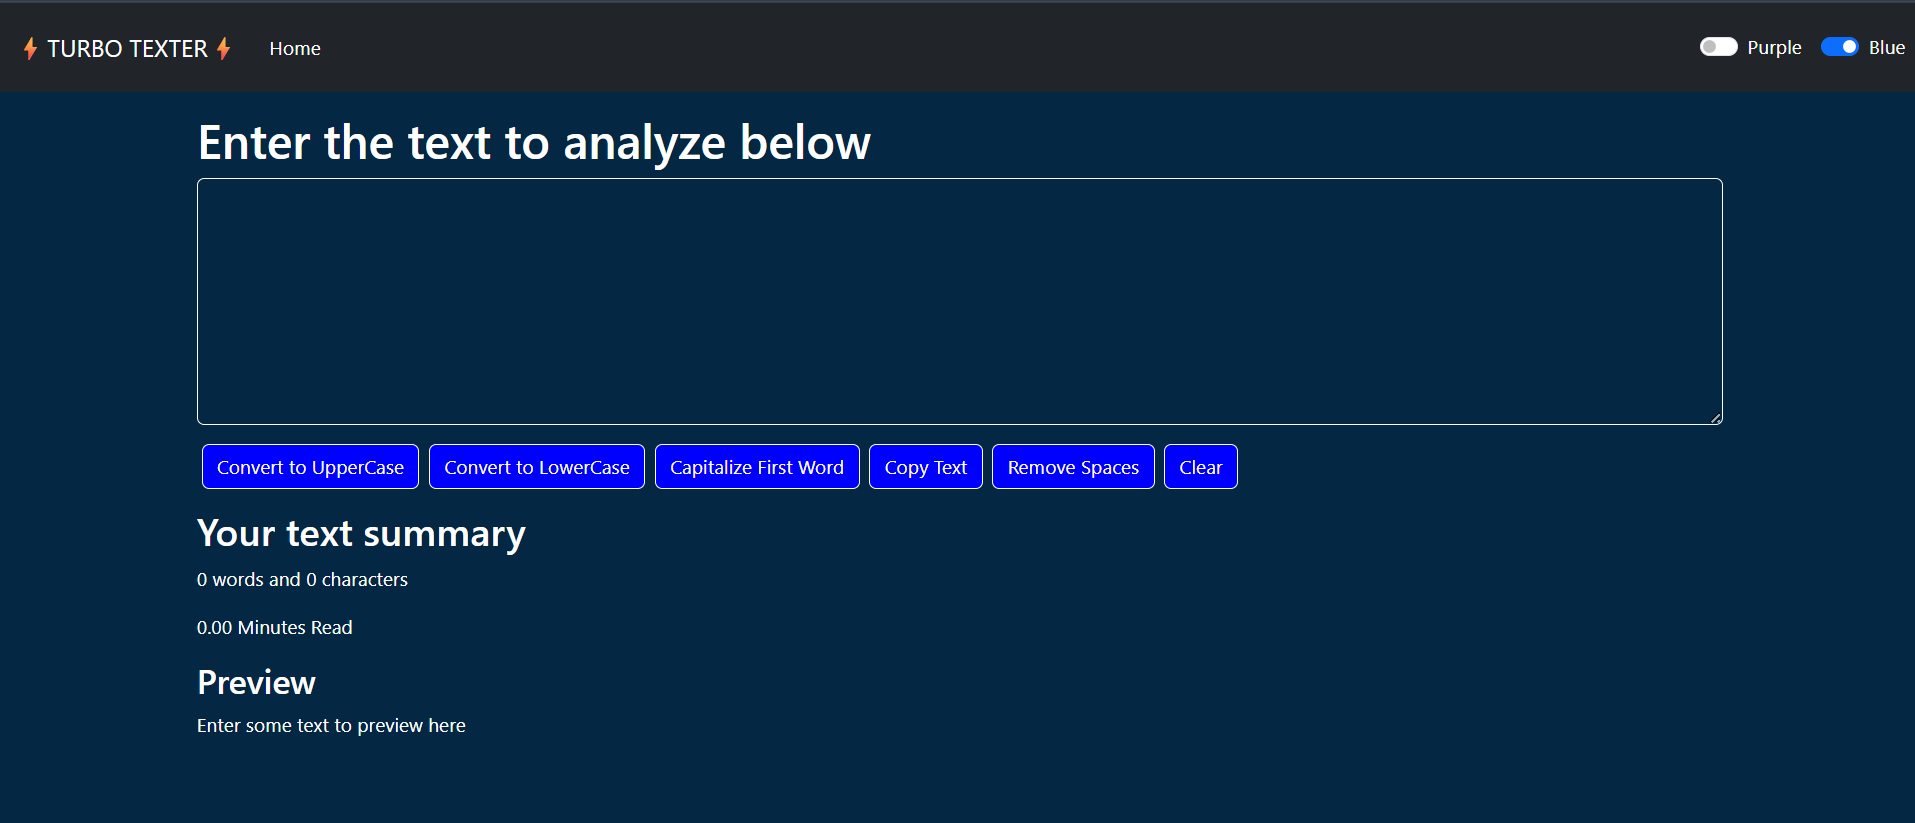 ⚡ TURBO TEXTER ⚡ Home Purple Blue
Enter the text to analyze below
Convert to UpperCase Convert to LowerCase Capitalize First Word Copy Text Remove Spaces Clear
Your text summary
0 words and 0 characters
0.00 Minutes Read
Preview
Enter some text to preview here